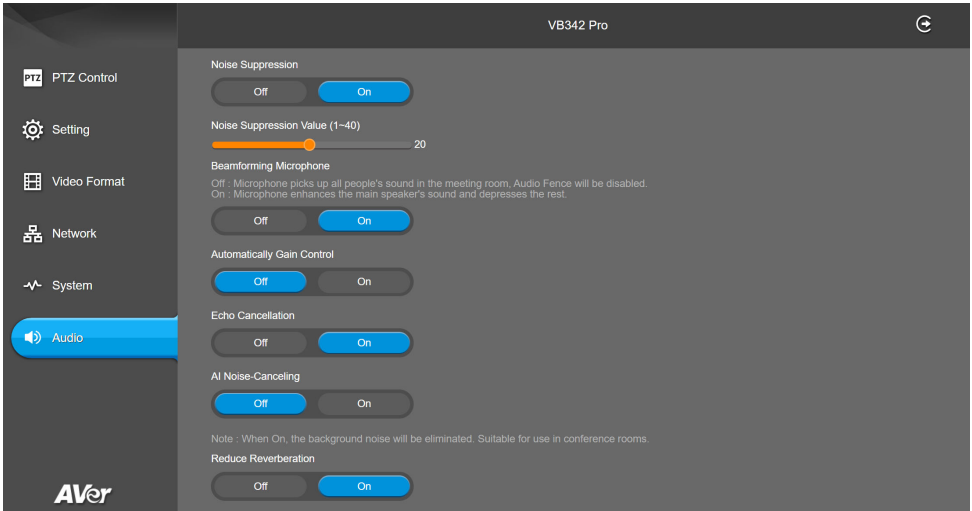 VB342 Pro
PTZ PTZ Control
Setting
Video Format
Network
System
Audio
AVer
Noise Suppression
Off On
Noise Suppression Value (1~40)
20
Beamforming Microphone
Off : Microphone picks up all people's sound in the meeting room, Audio Fence will be disabled.
On : Microphone enhances the main speaker's sound and depresses the rest.
Off On
Automatically Gain Control
Off On
Echo Cancellation
Off On
AI Noise-Canceling
Off On
Note : When On, the background noise will be eliminated. Suitable for use in conference rooms.
Reduce Reverberation
Off On